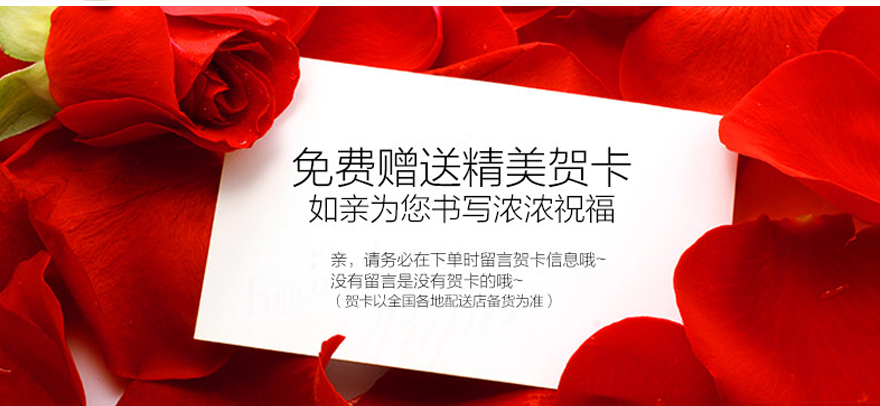 免费赠送精美贺卡
如亲为您书写浓浓祝福
亲，请务必在下单时留言贺卡信息哦~
没有留言是没有贺卡的哦~
（贺卡以全国各地配送店备货为准）